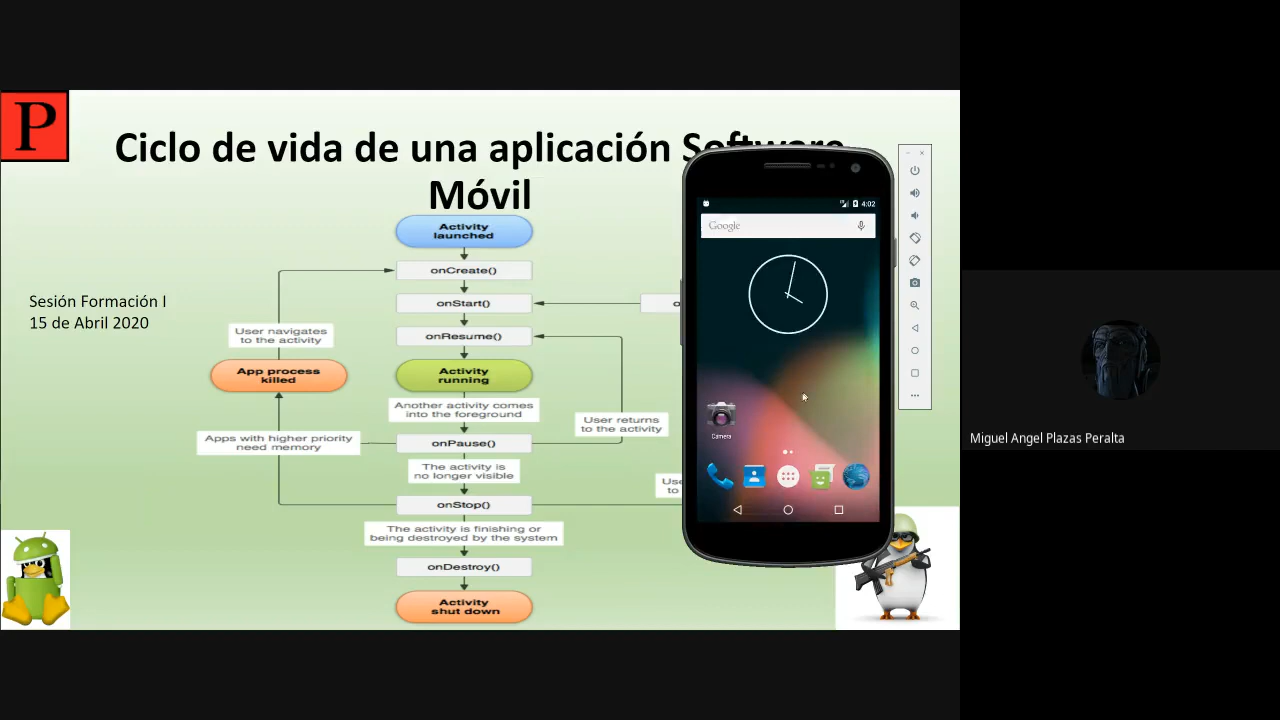 P
Ciclo de vida de una aplicación Software
Móvil
Sesión Formación I
15 de Abril 2020
Activity
launched
onCreate()
onStart()
User navigates
to the activity
onResume()
App process
killed
Activity
running
Another activity comes
into the foreground
User returns
to the activity
Apps with higher priority
need memory
onPause()
The activity is
no longer visible
to
onStop()
The activity is finishing or
being destroyed by the system
onDestroy()
Activity
shut down
4:02
Google
Camera
Miguel Angel Plazas Peralta